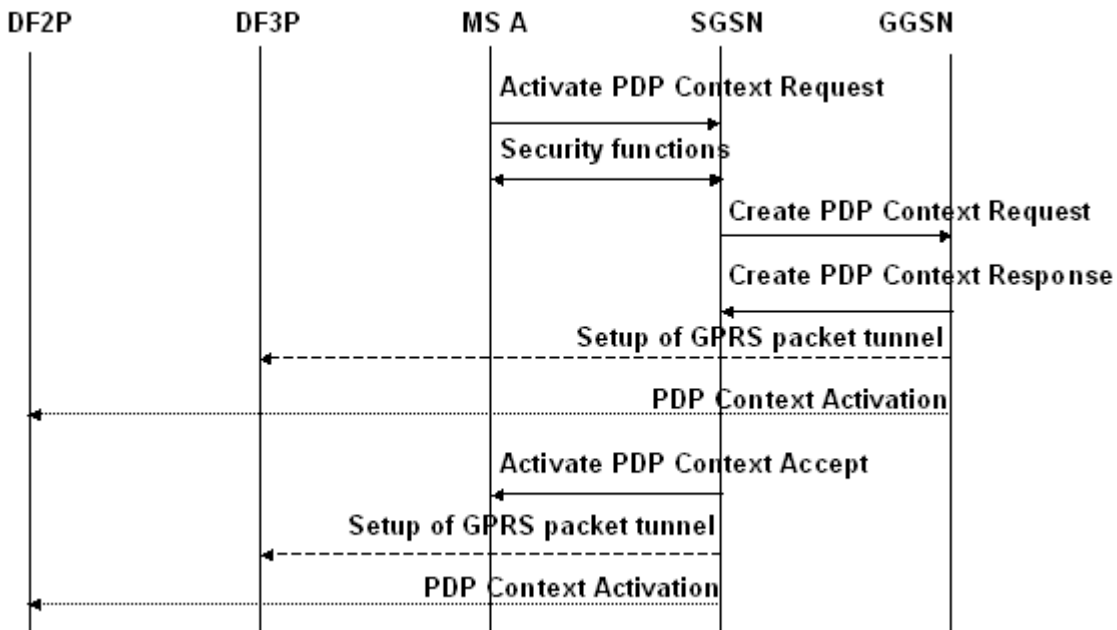 DF2P DF3P MS A SGSN GGSN
Activate PDP Context Request
Security functions
Create PDP Context Request
Create PDP Context Response
Setup of GPRS packet tunnel
PDP Context Activation
Activate PDP Context Accept
Setup of GPRS packet tunnel
PDP Context Activation